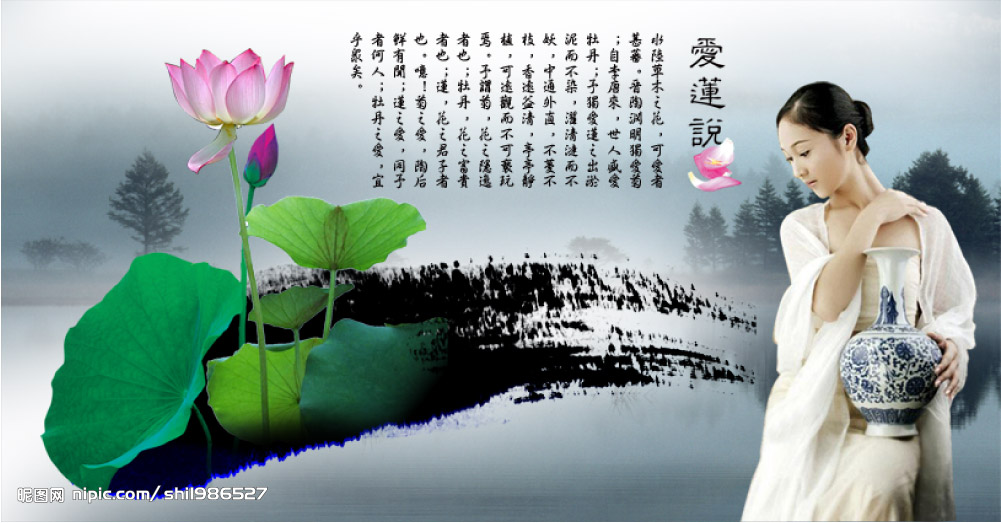 愛蓮說
水陸草木之花，可愛者
甚蕃。晉陶淵明獨愛菊
；自李唐來，世人盛愛
牡丹；予獨愛蓮之出淤
泥而不染，濯清漣而不
妖，中通外直，不蔓不
枝，香遠益清，亭亭靜
植，可遠觀而不可褻玩
焉。予謂菊，花之隱逸
者也；牡丹，花之富貴
者也；蓮，花之君子者
也。噫！菊之愛，陶后
鮮有聞；蓮之愛，同予
者何人；牡丹之愛，宜
乎眾矣。
昵图网 nipic.com/shil986527